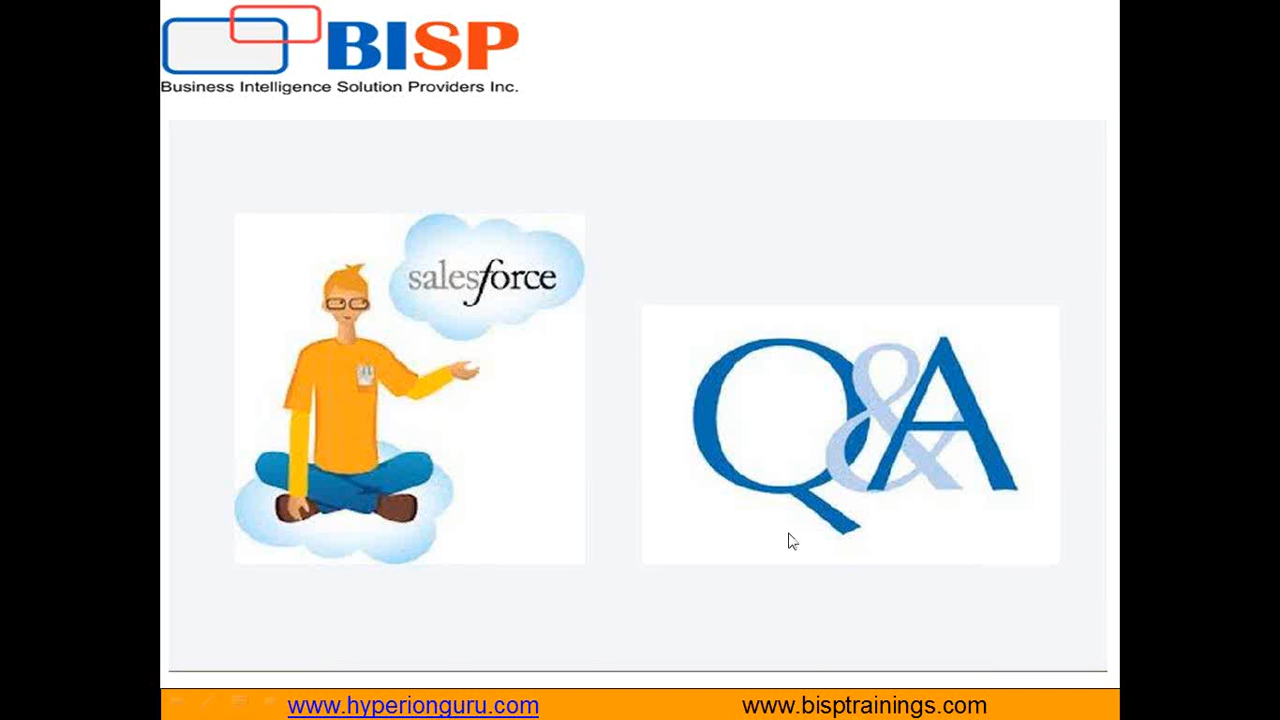 BISP
Business Intelligence Solution Providers Inc.
salesforce
Q&A
www.hyperionguru.com
www.bisptrainings.com